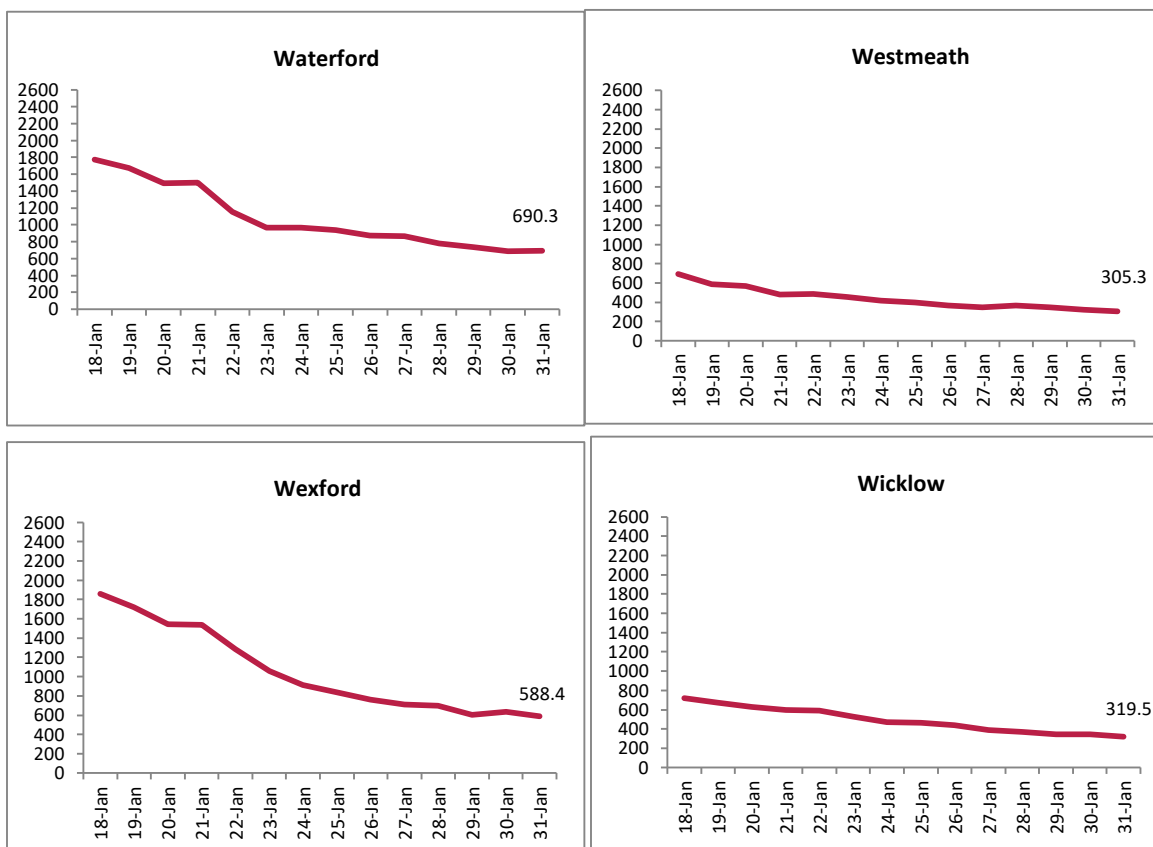 Waterford
2600
2400
2200
2000
1800
1600
1400
1200
1000
800
600
400
200
0
690.3
18-Jan
19-Jan
20-Jan
21-Jan
22-Jan
23-Jan
24-Jan
25-Jan
26-Jan
27-Jan
28-Jan
29-Jan
30-Jan
31-Jan
Westmeath
2600
2400
2200
2000
1800
1600
1400
1200
1000
800
600
400
200
0
305.3
18-Jan
19-Jan
20-Jan
21-Jan
22-Jan
23-Jan
24-Jan
25-Jan
26-Jan
27-Jan
28-Jan
29-Jan
30-Jan
31-Jan
Wexford
2600
2400
2200
2000
1800
1600
1400
1200
1000
800
600
400
200
0
588.4
18-Jan
19-Jan
20-Jan
21-Jan
22-Jan
23-Jan
24-Jan
25-Jan
26-Jan
27-Jan
28-Jan
29-Jan
30-Jan
31-Jan
Wicklow
2600
2400
2200
2000
1800
1600
1400
1200
1000
800
600
400
200
0
319.5
18-Jan
19-Jan
20-Jan
21-Jan
22-Jan
23-Jan
24-Jan
25-Jan
26-Jan
27-Jan
28-Jan
29-Jan
30-Jan
31-Jan